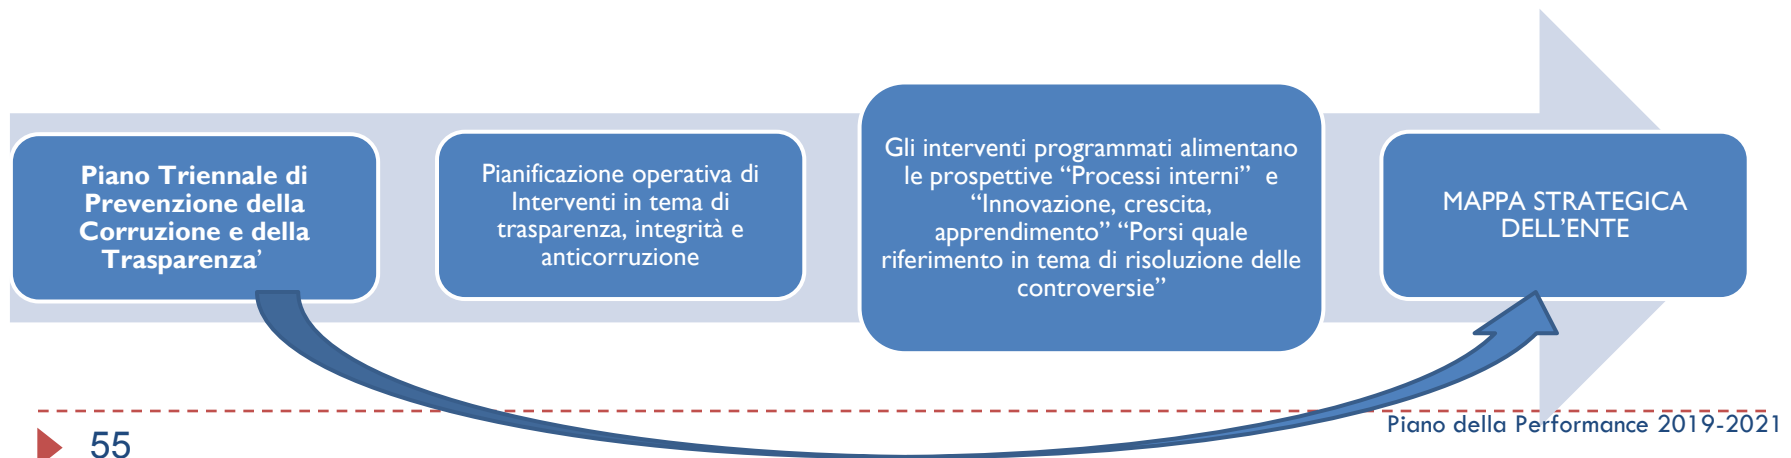 Piano Triennale di
Prevenzione della
Corruzione e della
Trasparenza’
Pianificazione operativa di
Interventi in tema di
trasparenza, integrità e
anticorruzione
Gli interventi programmati alimentano
le prospettive “Processi interni” e
“Innovazione, crescita,
apprendimento” “Porsi quale
riferimento in tema di risoluzione delle
controversie”
MAPPA STRATEGICA
DELL’ENTE
Piano della Performance 2019-2021
55